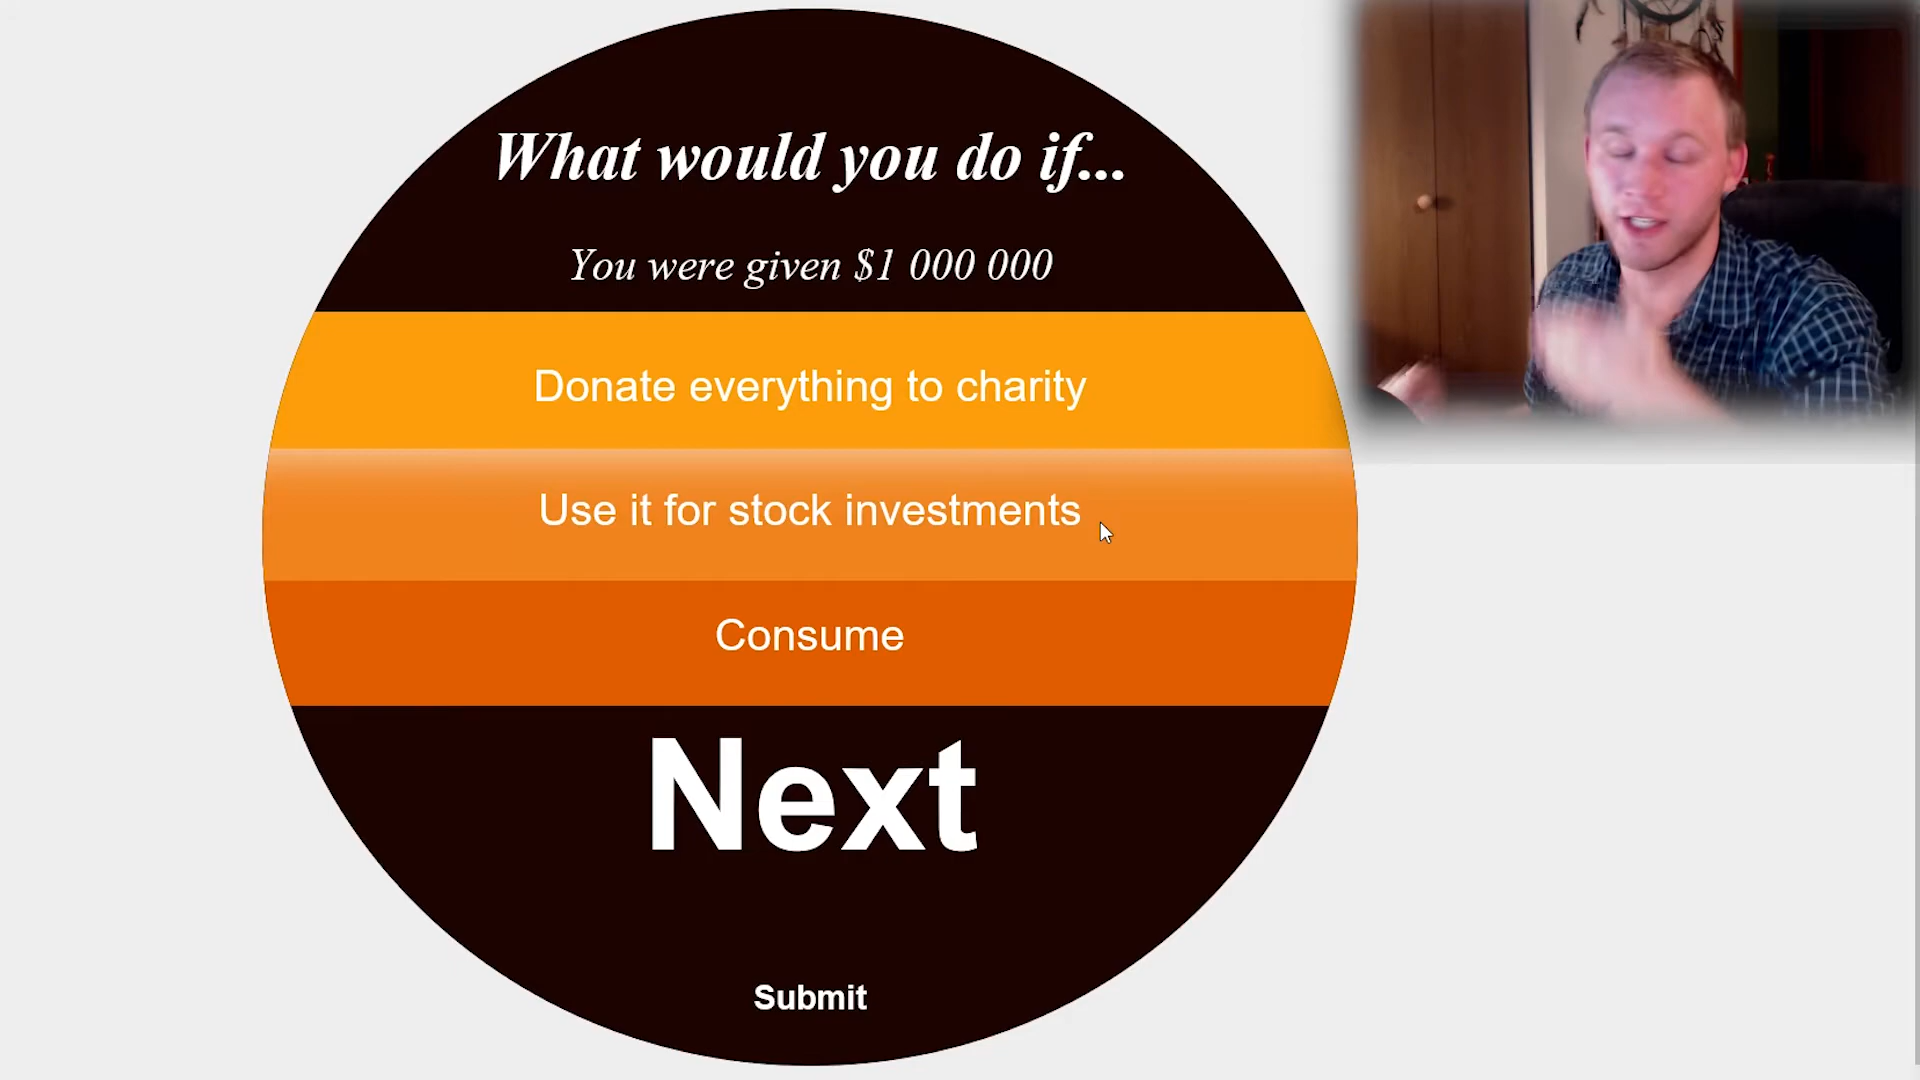 What would you do if...
You were given $1 000 000
Donate everything to charity
Use it for stock investments
Consume
Next
Submit